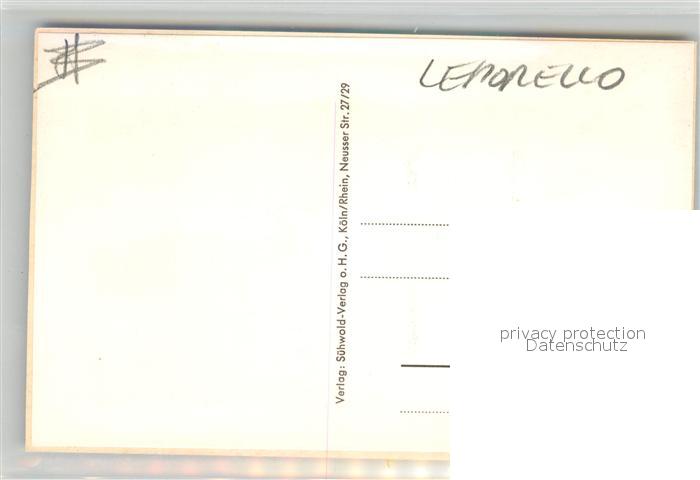 LEPORELLO
Verlag: Sühwold-Verlag o. H. G., Köln/Rhein, Neusser Str. 27/29
privacy protection
Datenschutz